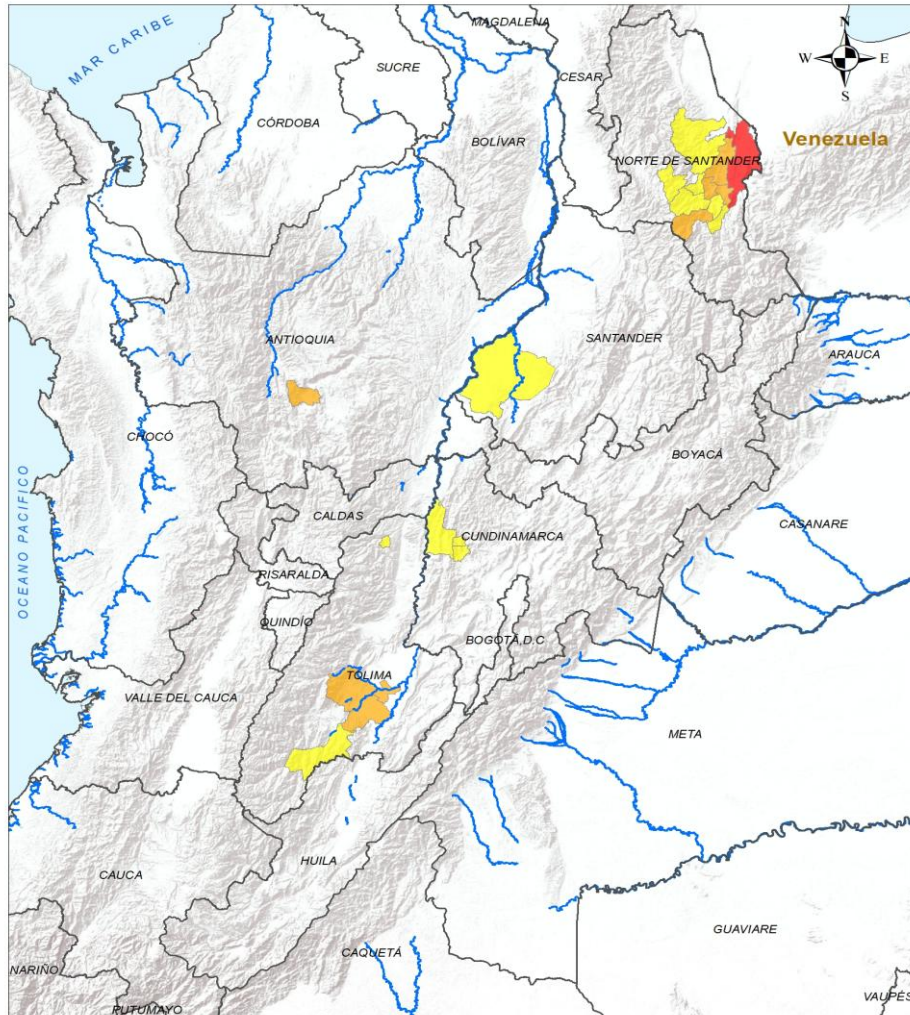 MAGDALENA
N
W E
S
MAR CARIBE
SUCRE
CESAR
CÓRDOBA
BOLÍVAR
Venezuela
NORTE DE SANTANDER
ANTIOQUIA
SANTANDER
ARAUCA
CHOCÓ
BOYACÁ
OCEANO PACIFICO
CALDAS
CUNDINAMARCA
CASANARE
RISARALDA
QUINDÍO
BOGOTÁ,D.C
TOLIMA
VALLE DEL CAUCA
META
HUILA
CAUCA
GUAVIARE
CAQUETÁ
NARIÑO
VAUPÉS
PUTUMAYO